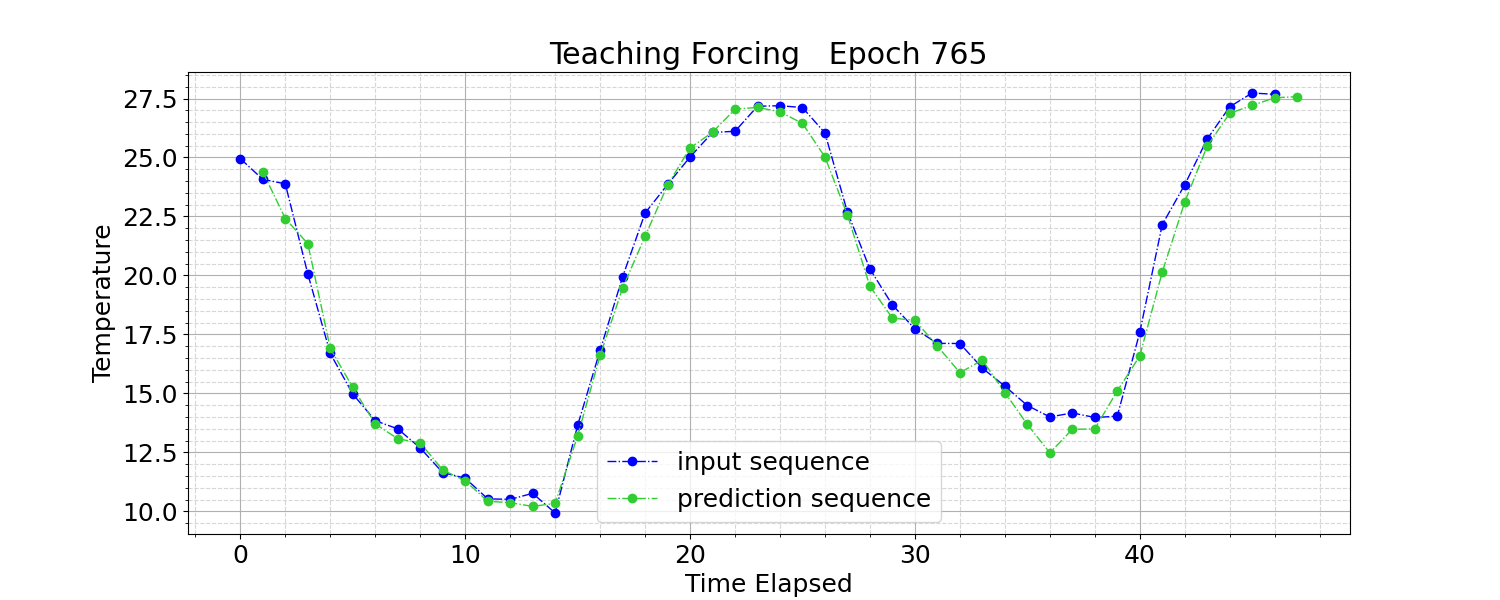 Teaching Forcing   Epoch 765
27.5
25.0
22.5
20.0
17.5
15.0
12.5
10.0
Temperature
input sequence
prediction sequence
0 10 20 30 40
Time Elapsed